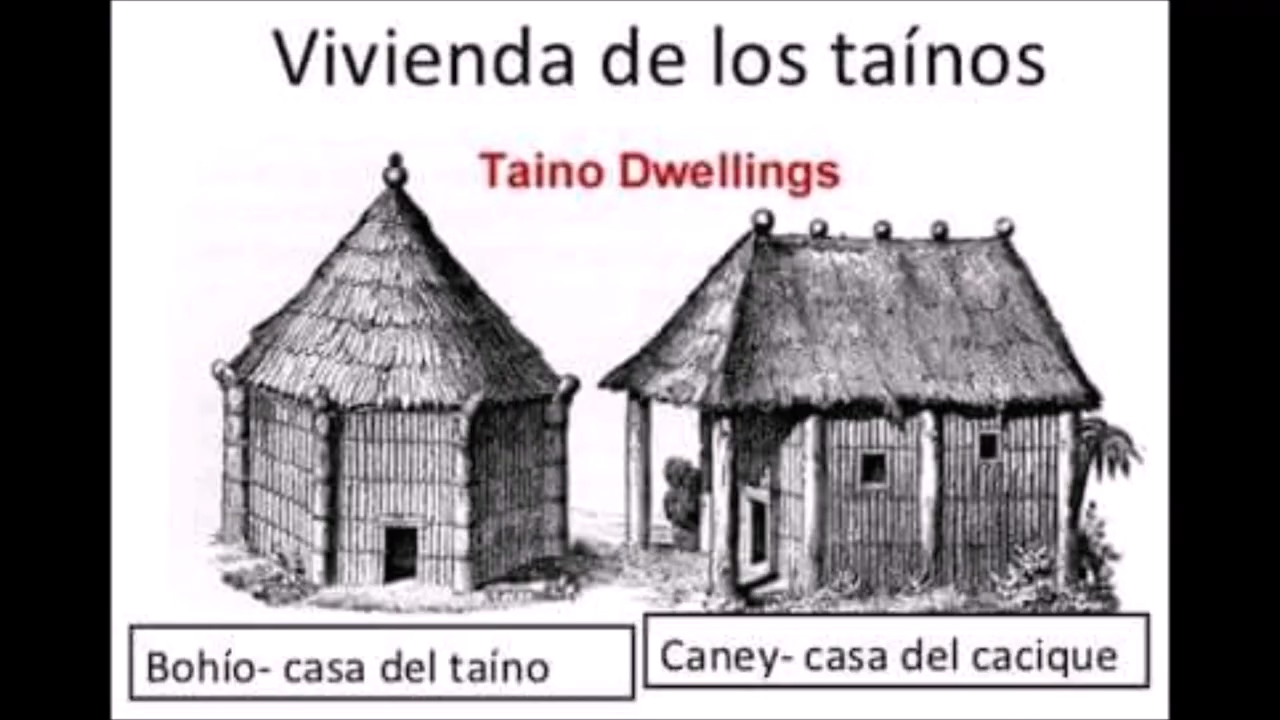 Vivienda de los taínos
Taino Dwellings
Bohío- casa del taíno
Caney- casa del cacique